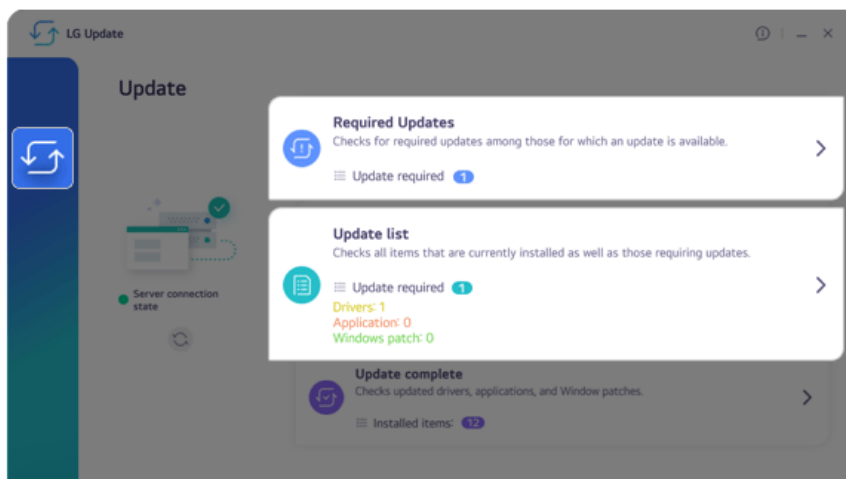 LG Update
Update
Required Updates
Checks for required updates among those for which an update is available.
Update required 1
Update list
Checks all items that are currently installed as well as those requiring updates.
Update required 1
Drivers: 1
Application: 0
Windows patch: 0
Server connection
state
Update complete
Checks updated drivers, applications, and Window patches.
Installed items: 12